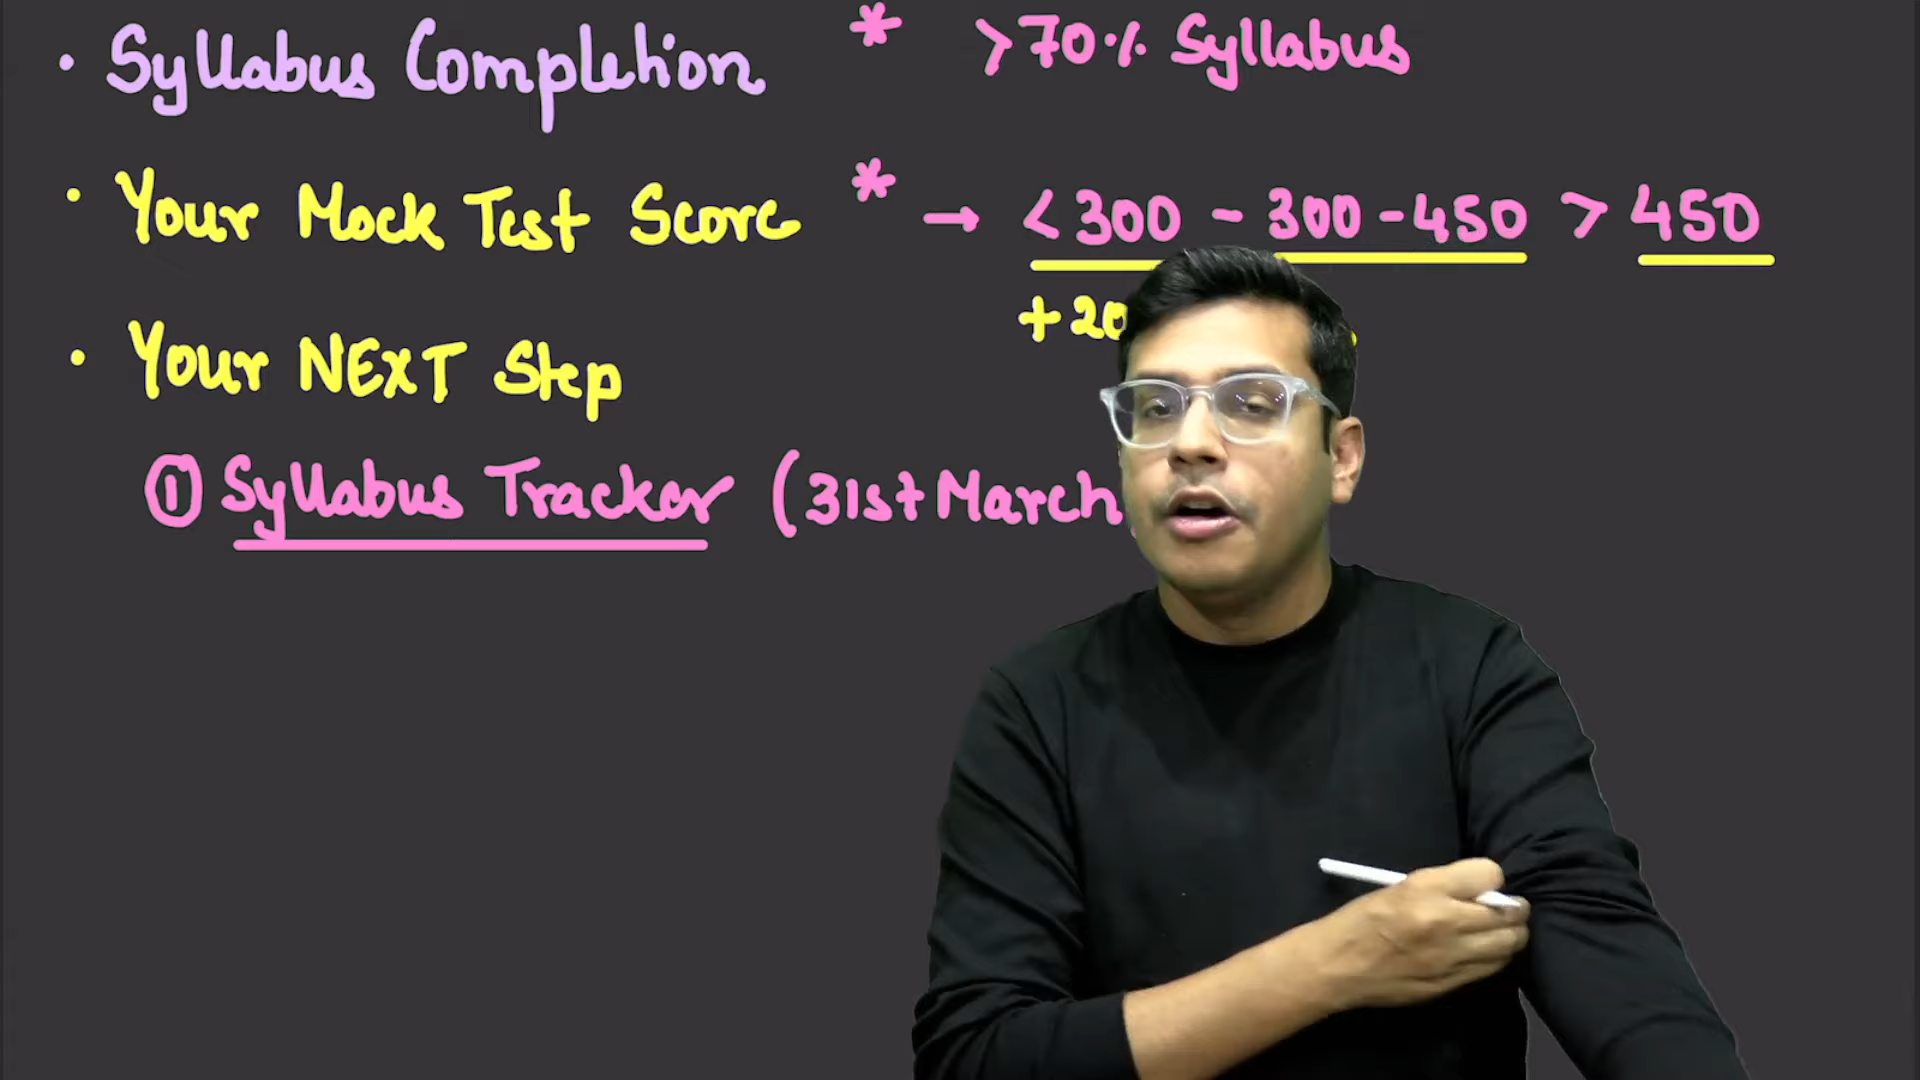 • Syllabus Completion * >70% Syllabus
• Your Mock Test Score * → <300 - 300-450 > 450
+20
• Your NExT Step
① Syllabus Tracker (31st March